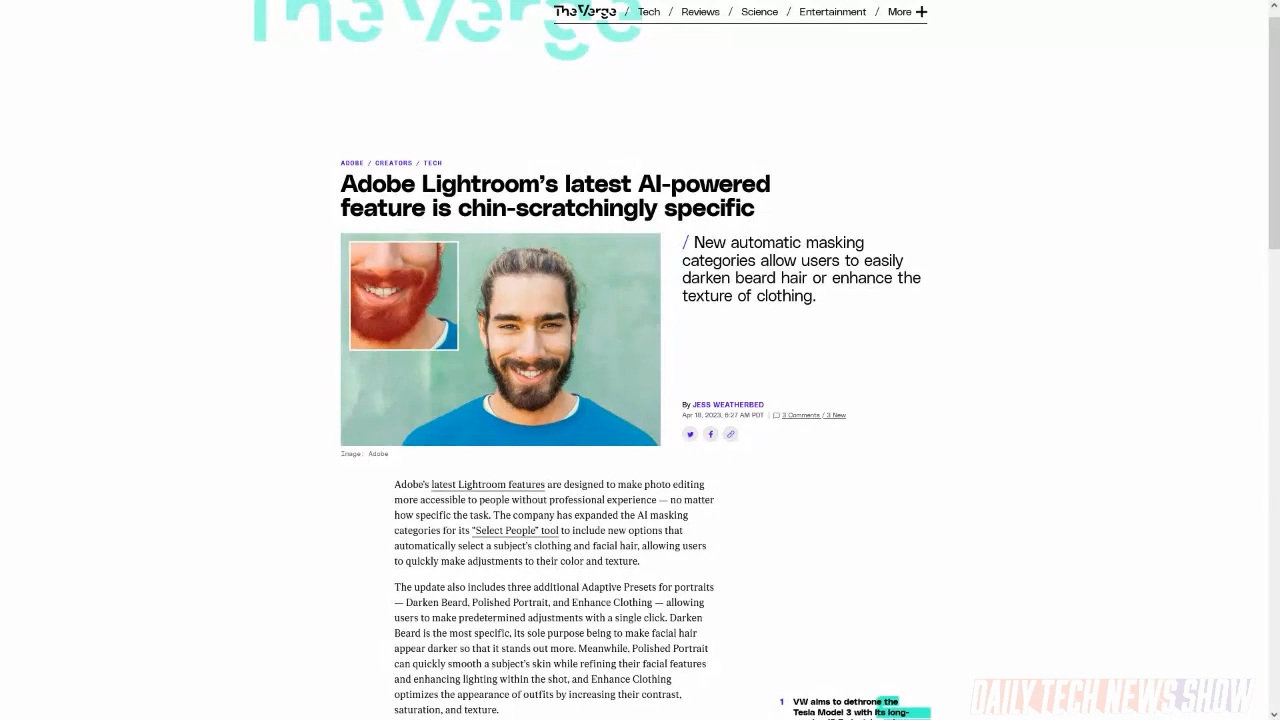 The Verge
The Verge / Tech / Reviews / Science / Entertainment / More +
ADOBE / CREATORS / TECH
Adobe Lightroom’s latest AI-powered
feature is chin-scratchingly specific
/ New automatic masking
categories allow users to easily
darken beard hair or enhance the
texture of clothing.
By JESS WEATHERBED
Apr 18, 2023, 6:27 AM PDT | 3 Comments / 3 New
Image: Adobe
Adobe’s latest Lightroom features are designed to make photo editing
more accessible to people without professional experience — no matter
how specific the task. The company has expanded the AI masking
categories for its “Select People” tool to include new options that
automatically select a subject’s clothing and facial hair, allowing users
to quickly make adjustments to their color and texture.
The update also includes three additional Adaptive Presets for portraits
— Darken Beard, Polished Portrait, and Enhance Clothing — allowing
users to make predetermined adjustments with a single click. Darken
Beard is the most specific, its sole purpose being to make facial hair
appear darker so that it stands out more. Meanwhile, Polished Portrait
can quickly smooth a subject’s skin while refining their facial features
and enhancing lighting within the shot, and Enhance Clothing
optimizes the appearance of outfits by increasing their contrast,
saturation, and texture.
1 VW aims to dethrone the
Tesla Model 3 with its long-
DAILY TECH NEWS SHOW